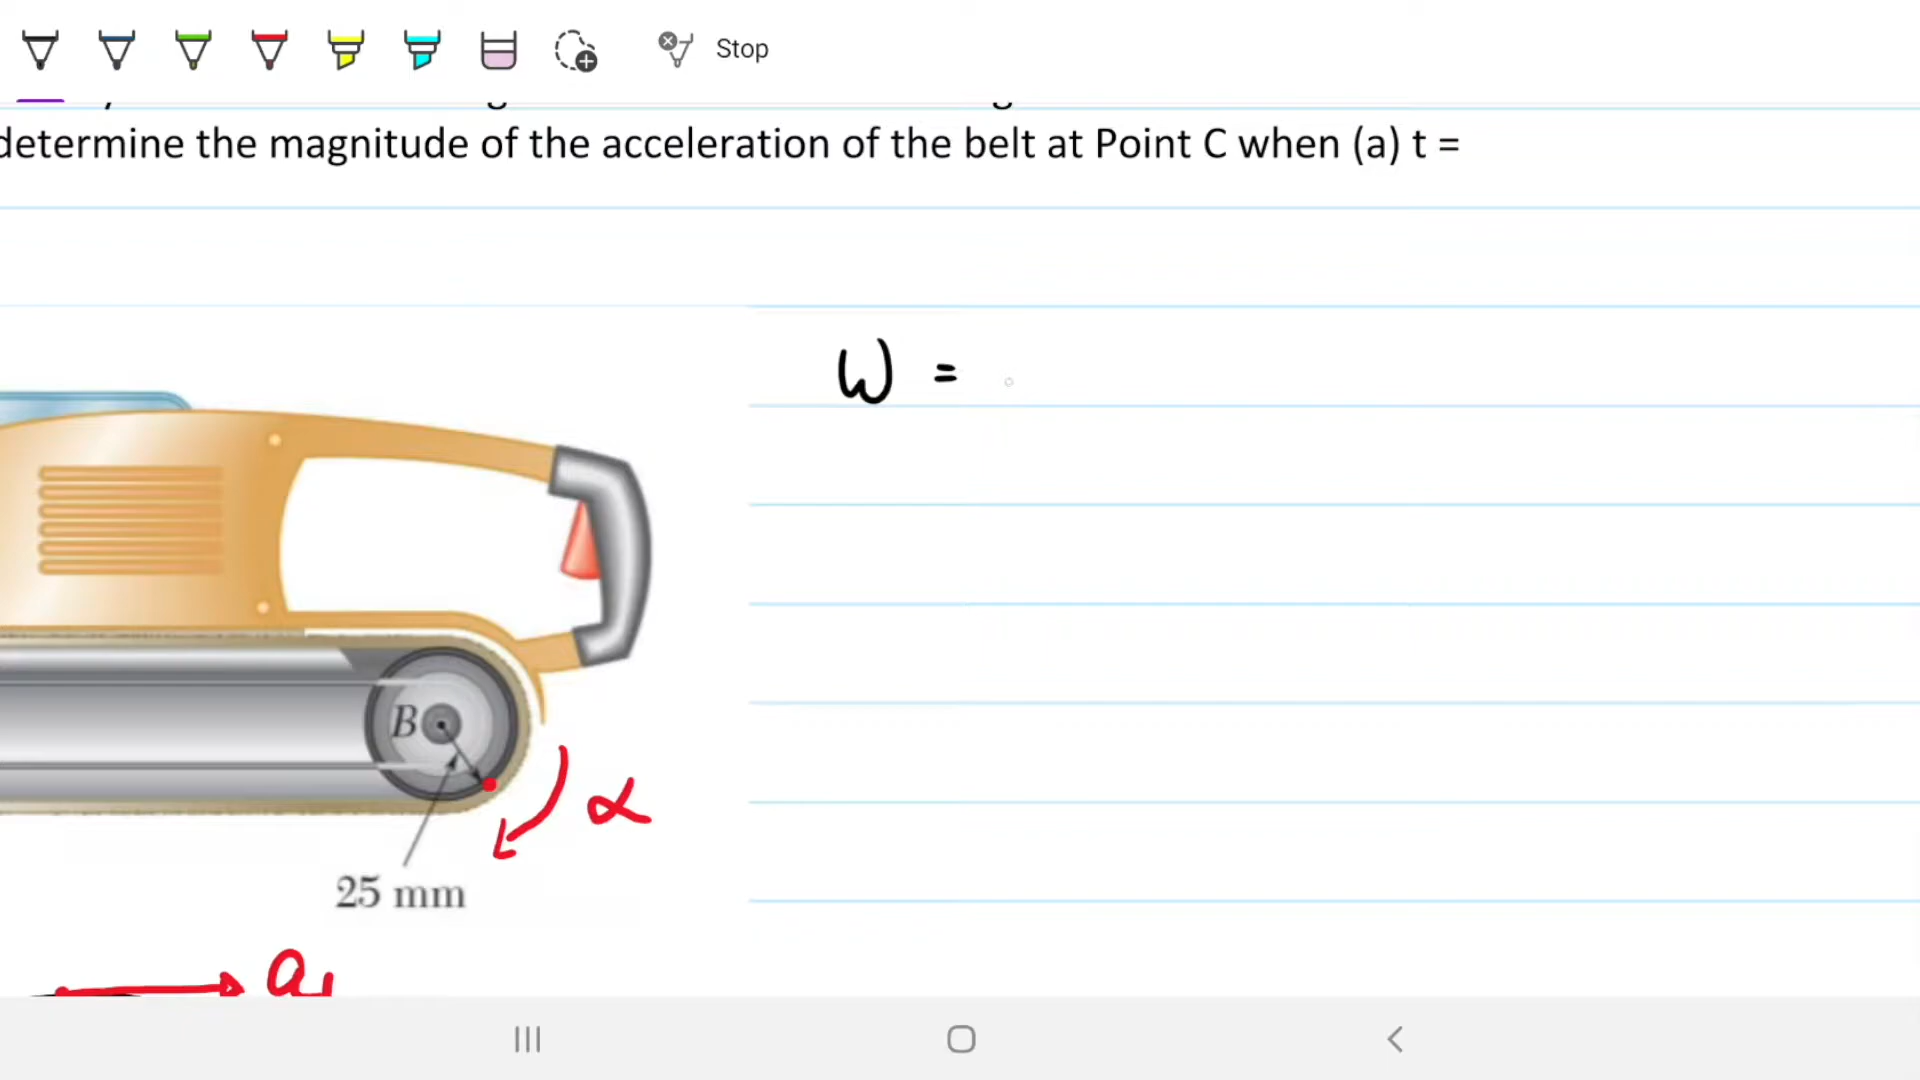 Stop
determine the magnitude of the acceleration of the belt at Point C when (a) t =
ω =
B
α
25 mm